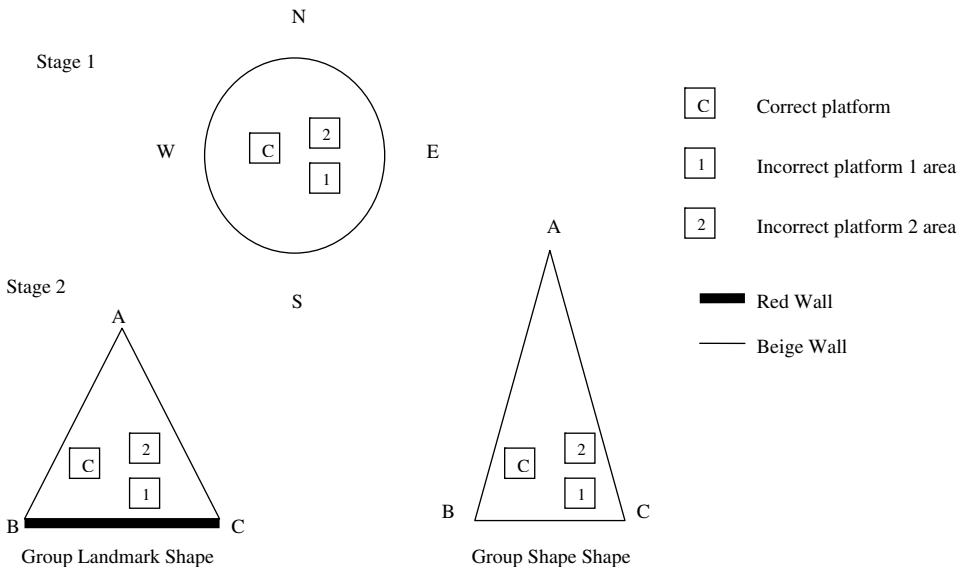 N
Stage 1
C
2
1
W
E
S
C Correct platform
1 Incorrect platform 1 area
2 Incorrect platform 2 area
Red Wall
Beige Wall
Stage 2
A
C
2
1
B
C
Group Landmark Shape
A
C
2
1
B
C
Group Shape Shape